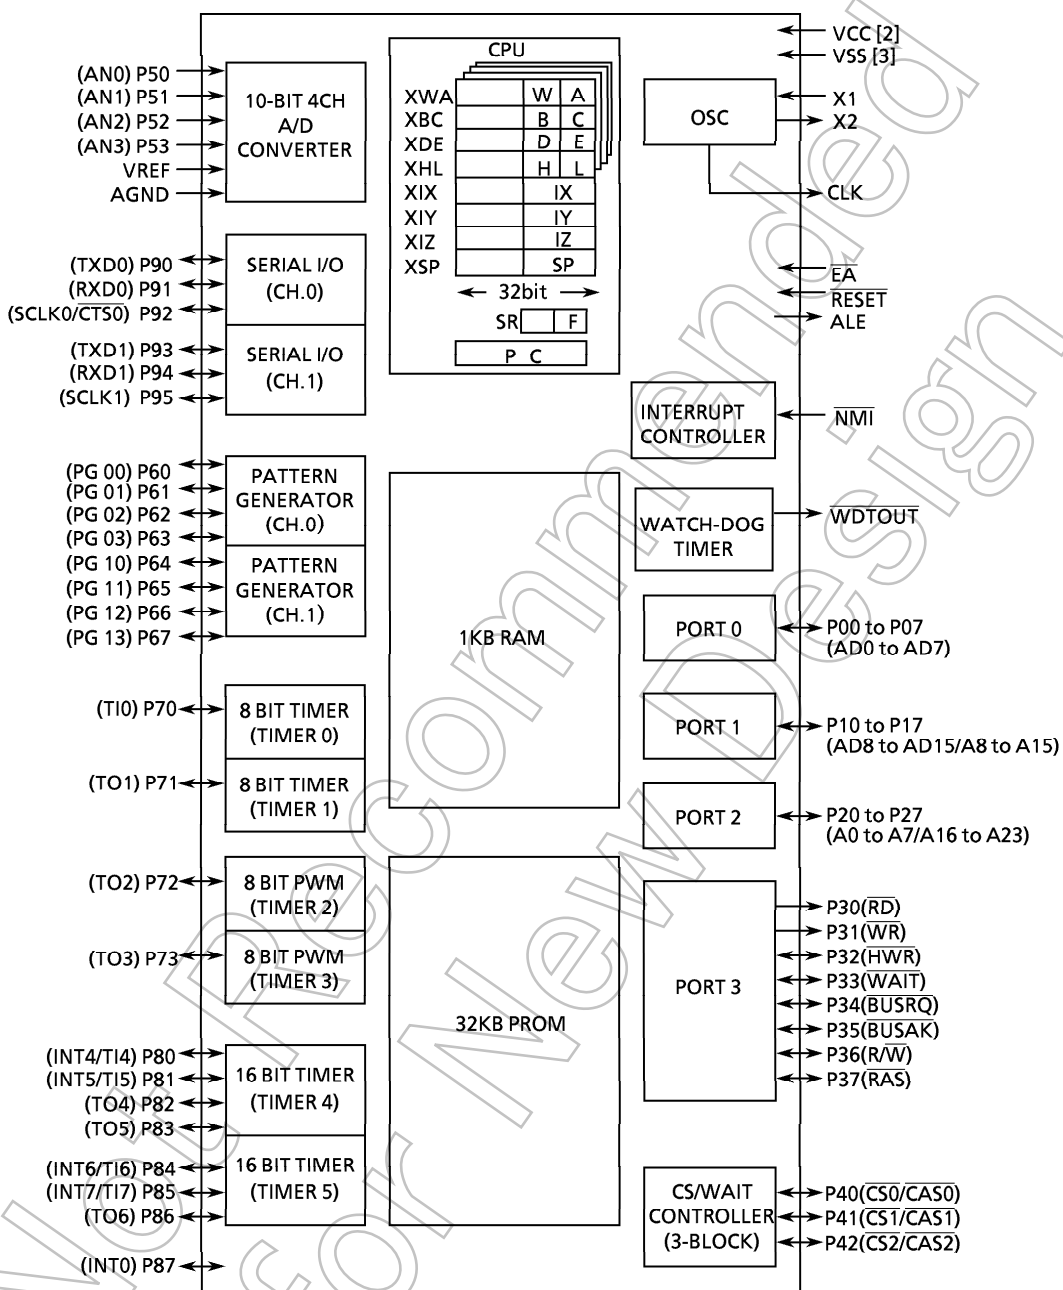 (AN0) P50
(AN1) P51
(AN2) P52
(AN3) P53
VREF
AGND
10-BIT 4CH
A/D
CONVERTER
(TXD0) P90
(RXD0) P91
(SCLK0/CTS0) P92
SERIAL I/O
(CH.0)
(TXD1) P93
(RXD1) P94
(SCLK1) P95
SERIAL I/O
(CH.1)
(PG 00) P60
(PG 01) P61
(PG 02) P62
(PG 03) P63
PATTERN
GENERATOR
(CH.0)
(PG 10) P64
(PG 11) P65
(PG 12) P66
(PG 13) P67
PATTERN
GENERATOR
(CH.1)
(TI0) P70
8 BIT TIMER
(TIMER 0)
(TO1) P71
8 BIT TIMER
(TIMER 1)
(TO2) P72
8 BIT PWM
(TIMER 2)
(TO3) P73
8 BIT PWM
(TIMER 3)
(INT4/TI4) P80
(INT5/TI5) P81
(TO4) P82
(TO5) P83
16 BIT TIMER
(TIMER 4)
(INT6/TI6) P84
(INT7/TI7) P85
(TO6) P86
16 BIT TIMER
(TIMER 5)
(INT0) P87
CPU
XWA W A
XBC B C
XDE D E
XHL H L
XIX IX
XIY IY
XIZ IZ
XSP SP
32bit
SR F
P C
1KB RAM
32KB PROM
VCC [2]
VSS [3]
OSC
X1
X2
CLK
EA
RESET
ALE
INTERRUPT
CONTROLLER
NMI
WATCH-DOG
TIMER
WDTOUT
PORT 0
P00 to P07
(AD0 to AD7)
PORT 1
P10 to P17
(AD8 to AD15/A8 to A15)
PORT 2
P20 to P27
(A0 to A7/A16 to A23)
PORT 3
P30(RD)
P31(WR)
P32(HWR)
P33(WAIT)
P34(BUSRQ)
P35(BUSAK)
P36(R/W)
P37(RAS)
CS/WAIT
CONTROLLER
(3-BLOCK)
P40(CS0/CAS0)
P41(CS1/CAS1)
P42(CS2/CAS2)
Not Recommended
for New Design